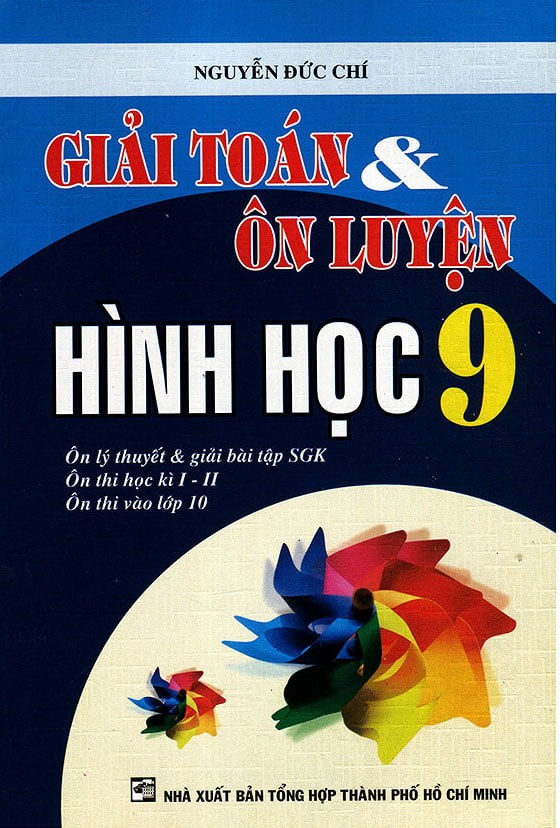 NGUYỄN ĐỨC CHÍ
GIẢI TOÁN &
ÔN LUYỆN
HÌNH HỌC 9
Ôn lý thuyết & giải bài tập SGK
Ôn thi học kì I - II
Ôn thi vào lớp 10
NHÀ XUẤT BẢN TỔNG HỢP THÀNH PHỐ HỒ CHÍ MINH